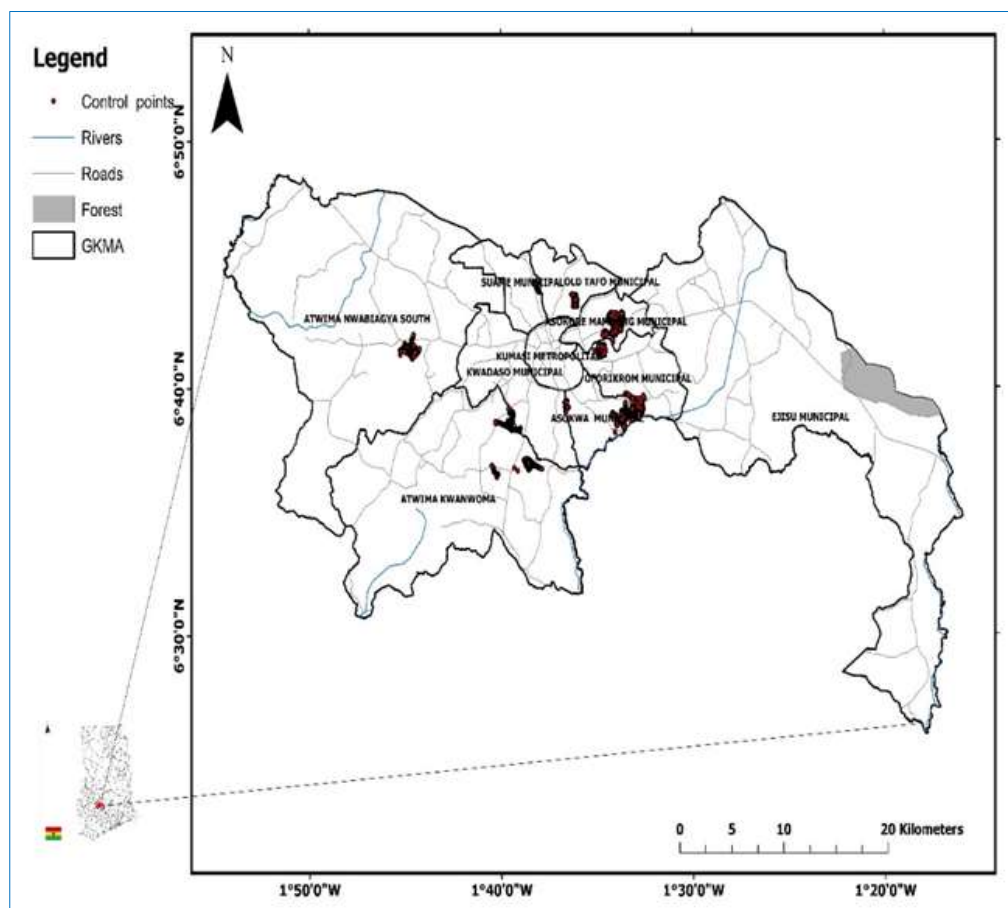 Legend
Control points
Rivers
Roads
Forest
GKMA
N
6°50'0"N
6°40'0"N
6°30'0"N
SUAME MUNICIPAL
OLD TAFO MUNICIPAL
ATWIMA NWABIAGYA SOUTH
MUNICIPAL
KUMASI METROPOLITAN
KWADASO MUNICIPAL
OFORIKROM MUNICIPAL
ASOKWA
EJISU MUNICIPAL
ATWIMA KWANWOMA
0 5 10 20 Kilometers
1°50'0"W 1°40'0"W 1°30'0"W 1°20'0"W